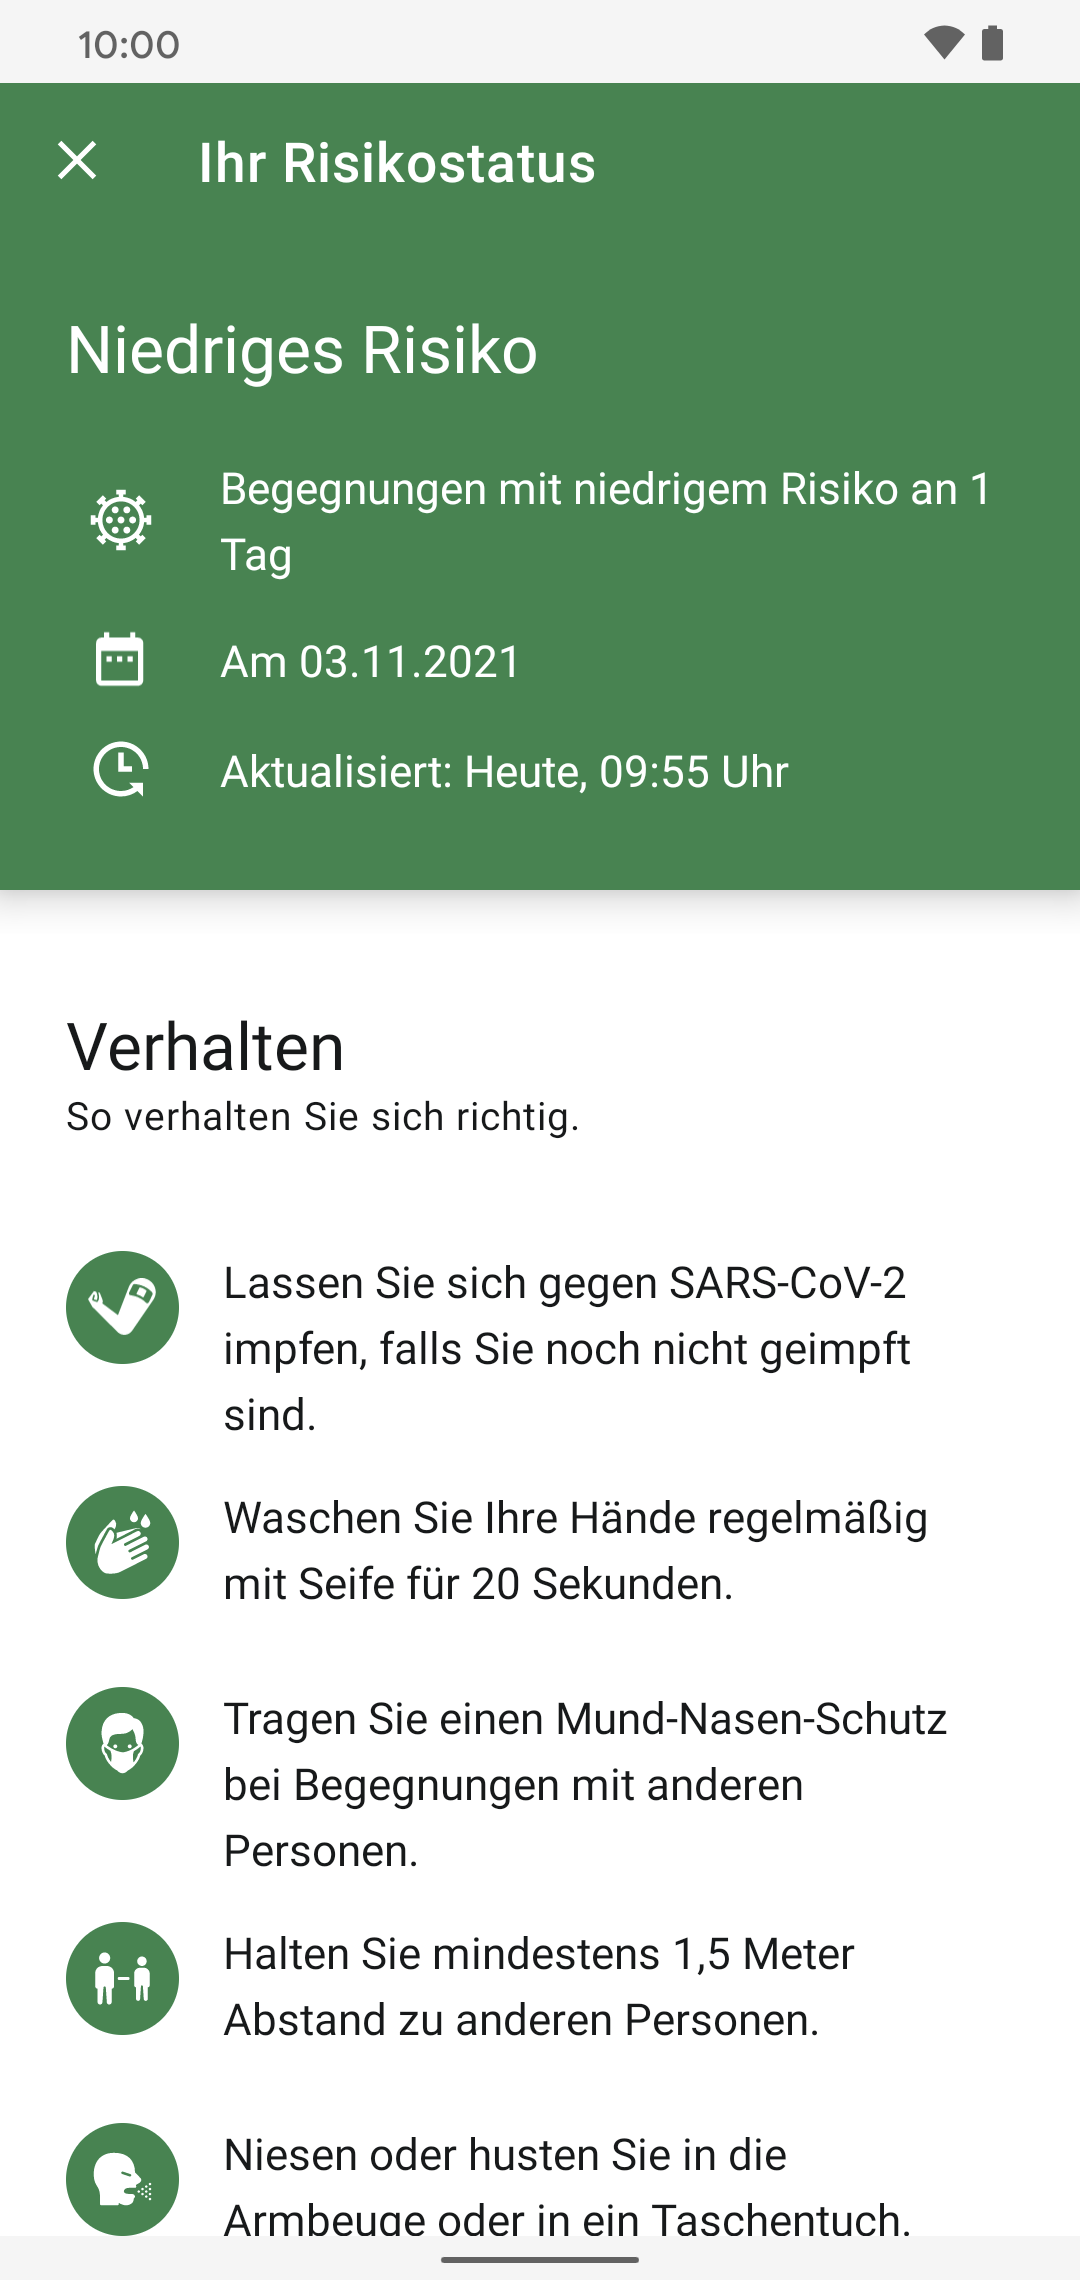 10:00
Ihr Risikostatus
Niedriges Risiko
Begegnungen mit niedrigem Risiko an 1
Tag
Am 03.11.2021
Aktualisiert: Heute, 09:55 Uhr
Verhalten
So verhalten Sie sich richtig.
Lassen Sie sich gegen SARS-CoV-2
impfen, falls Sie noch nicht geimpft
sind.
Waschen Sie Ihre Hände regelmäßig
mit Seife für 20 Sekunden.
Tragen Sie einen Mund-Nasen-Schutz
bei Begegnungen mit anderen
Personen.
Halten Sie mindestens 1,5 Meter
Abstand zu anderen Personen.
Niesen oder husten Sie in die
Armbeuge oder in ein Taschentuch.